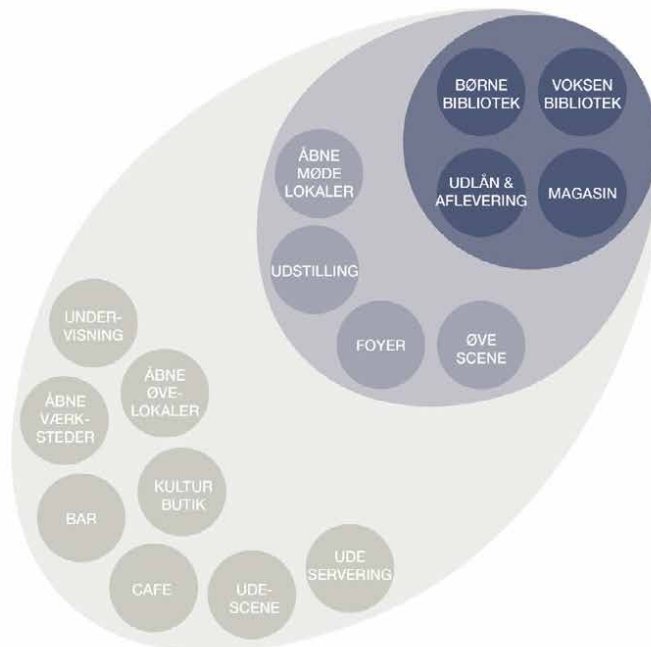 BØRNE
BIBLIOTEK
VOKSEN
BIBLIOTEK
ÅBNE
MØDE
LOKALER
UDLÅN &
AFLEVERING
MAGASIN
UDSTILLING
FOYER
ØVE
SCENE
UNDER-
VISNING
ÅBNE
ØVE-
LOKALER
ÅBNE
VÆRK-
STEDER
KULTUR
BUTIK
BAR
UDE
SERVERING
CAFE
UDE-
SCENE